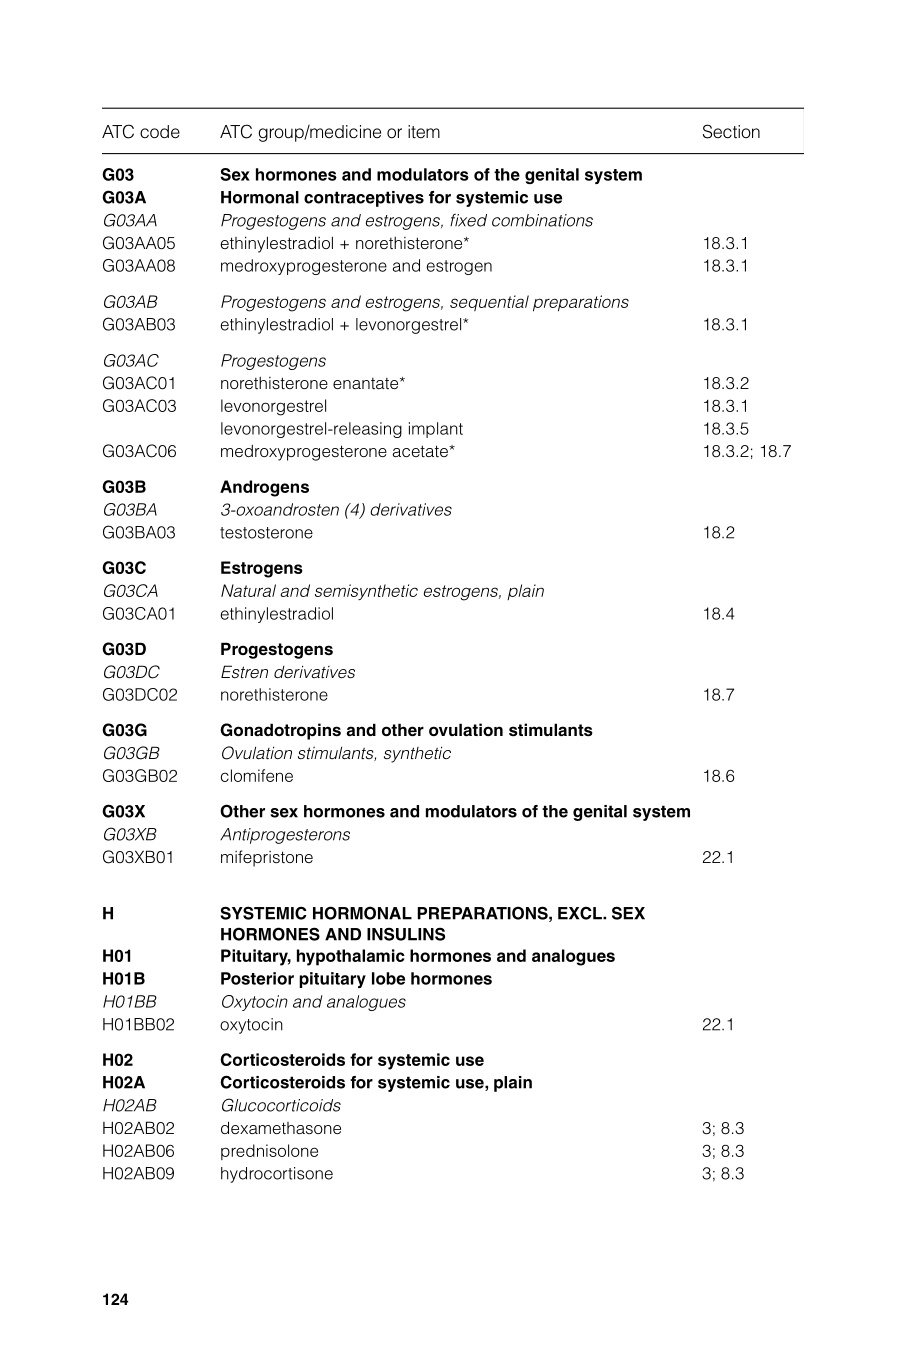 ATC code ATC group/medicine or item Section
G03 Sex hormones and modulators of the genital system
G03A Hormonal contraceptives for systemic use
G03AA Progestogens and estrogens, fixed combinations
G03AA05 ethinylestradiol + norethisterone* 18.3.1
G03AA08 medroxyprogesterone and estrogen 18.3.1
G03AB Progestogens and estrogens, sequential preparations
G03AB03 ethinylestradiol + levonorgestrel* 18.3.1
G03AC Progestogens
G03AC01 norethisterone enantate* 18.3.2
G03AC03 levonorgestrel 18.3.1
levonorgestrel-releasing implant 18.3.5
G03AC06 medroxyprogesterone acetate* 18.3.2; 18.7
G03B Androgens
G03BA 3-oxoandrosten (4) derivatives
G03BA03 testosterone 18.2
G03C Estrogens
G03CA Natural and semisynthetic estrogens, plain
G03CA01 ethinylestradiol 18.4
G03D Progestogens
G03DC Estren derivatives
G03DC02 norethisterone 18.7
G03G Gonadotropins and other ovulation stimulants
G03GB Ovulation stimulants, synthetic
G03GB02 clomifene 18.6
G03X Other sex hormones and modulators of the genital system
G03XB Antiprogesterons
G03XB01 mifepristone 22.1
H SYSTEMIC HORMONAL PREPARATIONS, EXCL. SEX
HORMONES AND INSULINS
H01 Pituitary, hypothalamic hormones and analogues
H01B Posterior pituitary lobe hormones
H01BB Oxytocin and analogues
H01BB02 oxytocin 22.1
H02 Corticosteroids for systemic use
H02A Corticosteroids for systemic use, plain
H02AB Glucocorticoids
H02AB02 dexamethasone 3; 8.3
H02AB06 prednisolone 3; 8.3
H02AB09 hydrocortisone 3; 8.3
124